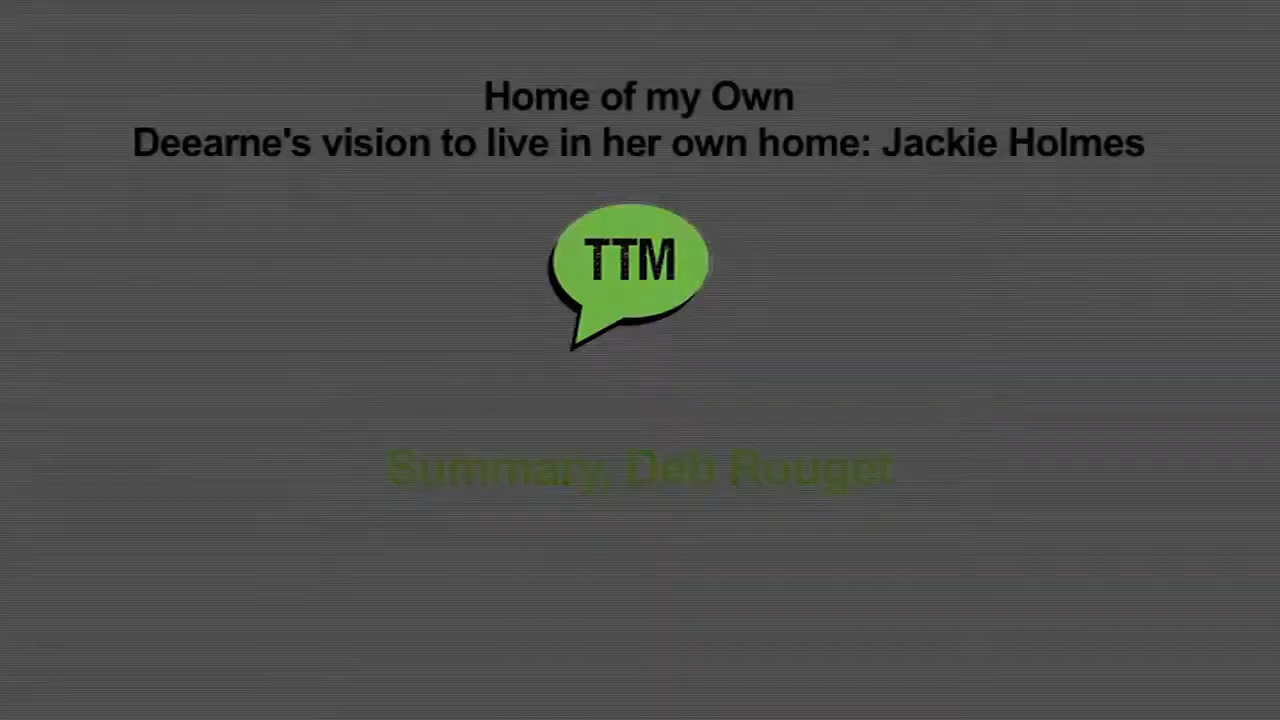 Home of my Own
Deearne's vision to live in her own home: Jackie Holmes
TTM
Summary, Deb Rouget